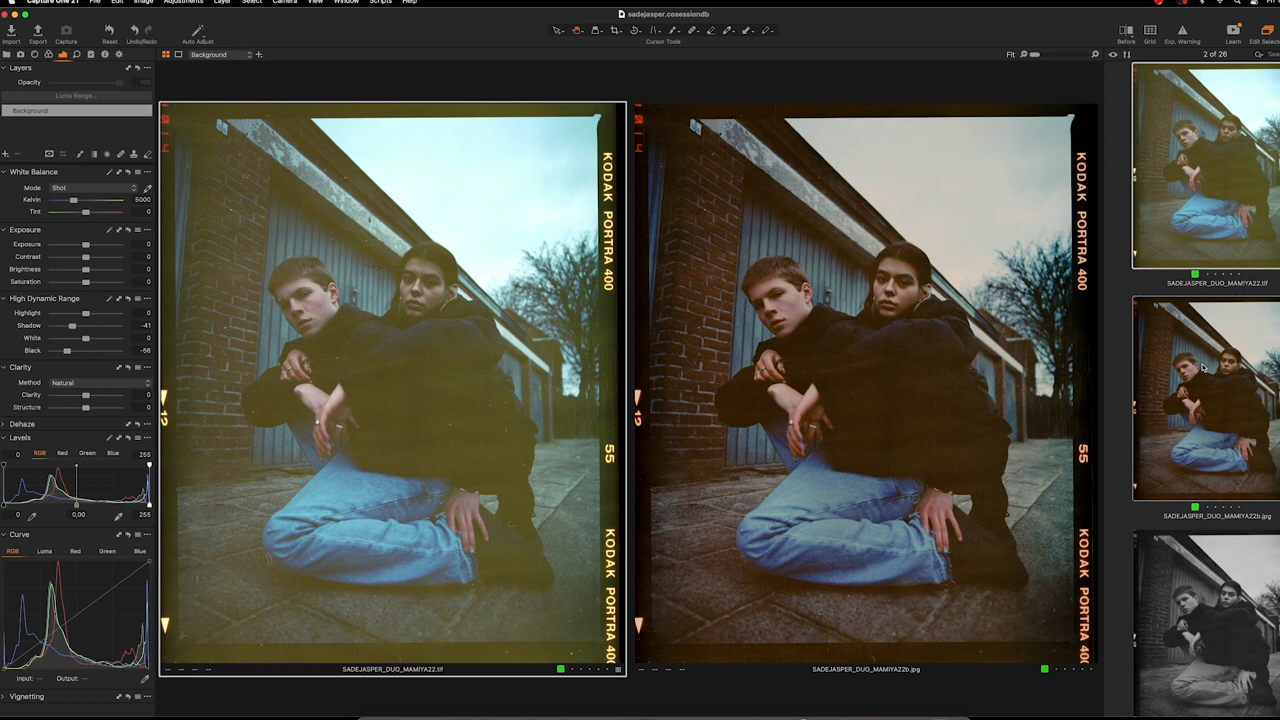 Capture One 21 File Edit Image Adjustments Layer Select Camera View Window Scripts Help
sadejasper.cosessiondb
Import Export Capture Reset Undo/Redo Auto Adjust Cursor Tools Before Grid Exp. Warning Learn
Background Fit 2 of 26
Layers
Opacity 100
Luma Range...
Background
White Balance
Mode Shot
Kelvin 5000
Tint 0
Exposure
Exposure 0
Contrast 0
Brightness 0
Saturation 0
High Dynamic Range
Highlight 0
Shadow -41
White 0
Black -56
Clarity
Method Natural
Clarity 0
Structure 0
Dehaze
Levels
0 RGB Red Green Blue 255
0 0,00 255
Curve
RGB Luma Red Green Blue
Input: -- Output: --
Vignetting
KODAK PORTRA 400
12
55
KODAK PORTRA 400
SADEJASPER_DUO_MAMIYA22.tif
KODAK PORTRA 400
12
55
KODAK PORTRA 400
SADEJASPER_DUO_MAMIYA22b.jpg
SADEJASPER_DUO_MAMIYA22.tif
SADEJASPER_DUO_MAMIYA22b.jpg